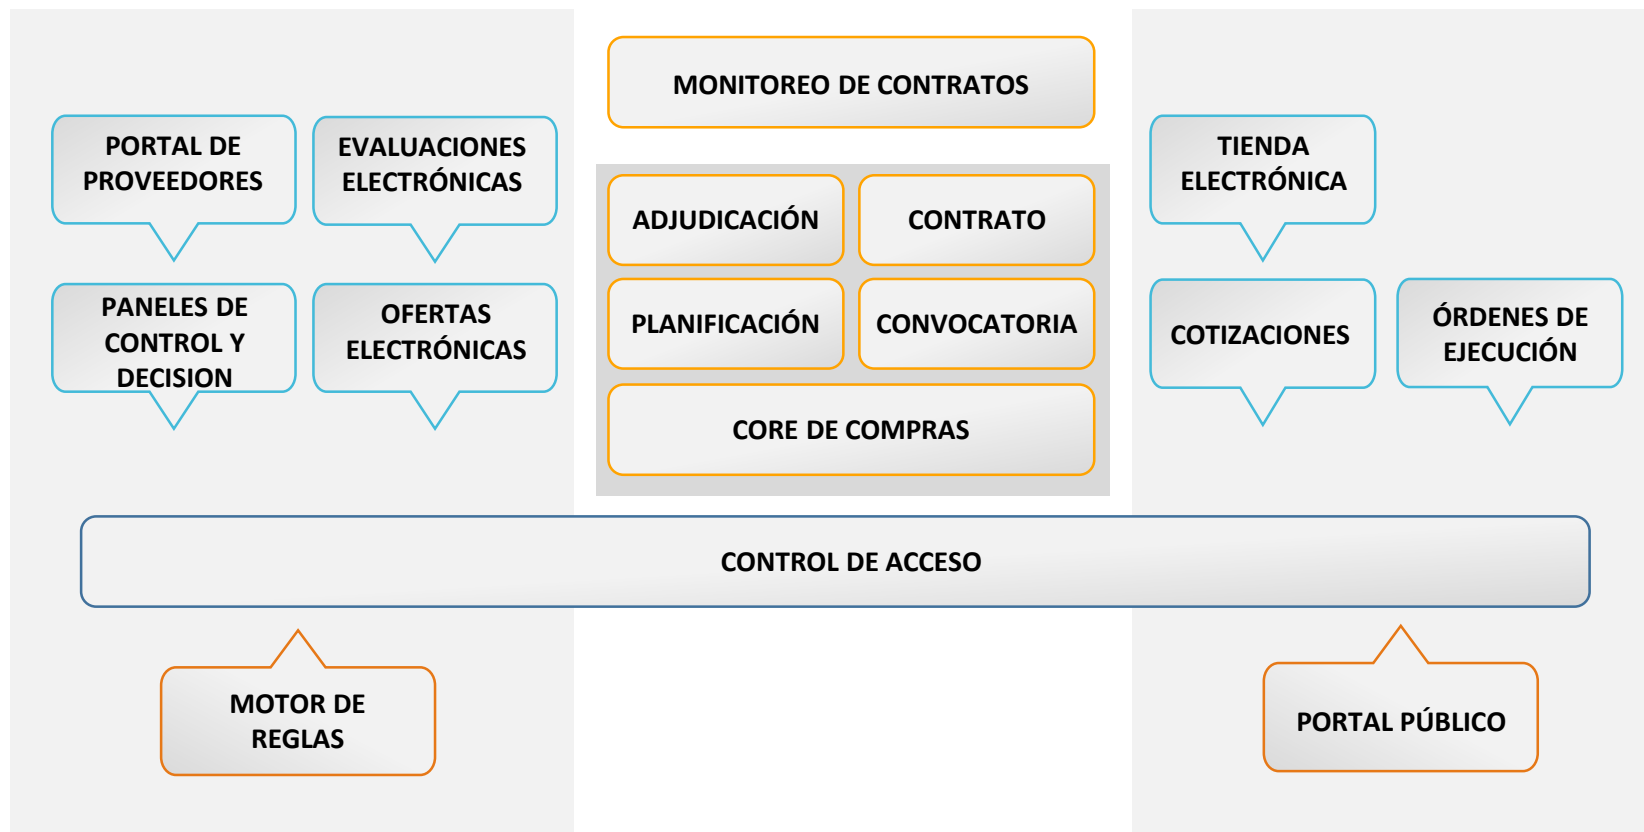 MONITOREO DE CONTRATOS
PORTAL DE
PROVEEDORES
EVALUACIONES
ELECTRÓNICAS
TIENDA
ELECTRÓNICA
ADJUDICACIÓN
CONTRATO
PANELES DE
CONTROL Y
DECISION
OFERTAS
ELECTRÓNICAS
PLANIFICACIÓN
CONVOCATORIA
COTIZACIONES
ÓRDENES DE
EJECUCIÓN
CORE DE COMPRAS
CONTROL DE ACCESO
MOTOR DE
REGLAS
PORTAL PÚBLICO